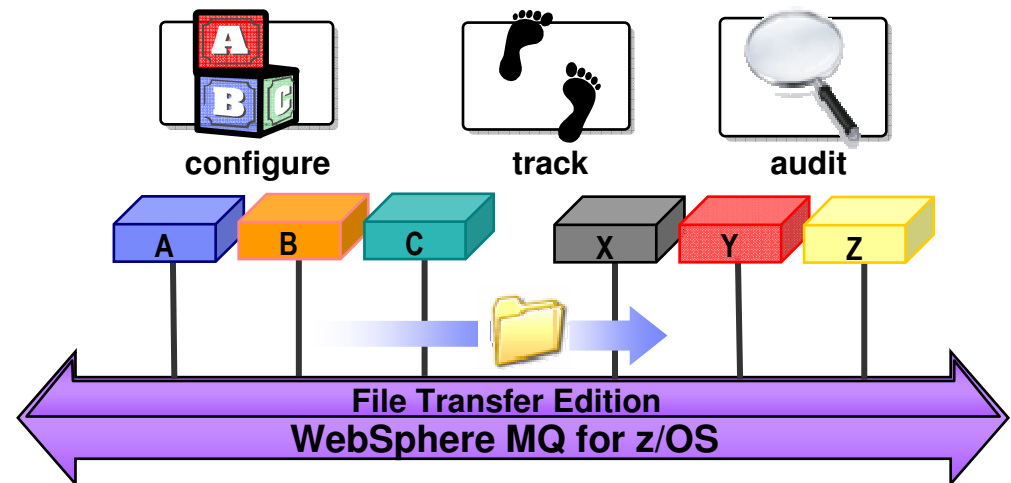 A
B C
configure track audit
A B C X Y Z
File Transfer Edition
WebSphere MQ for z/OS